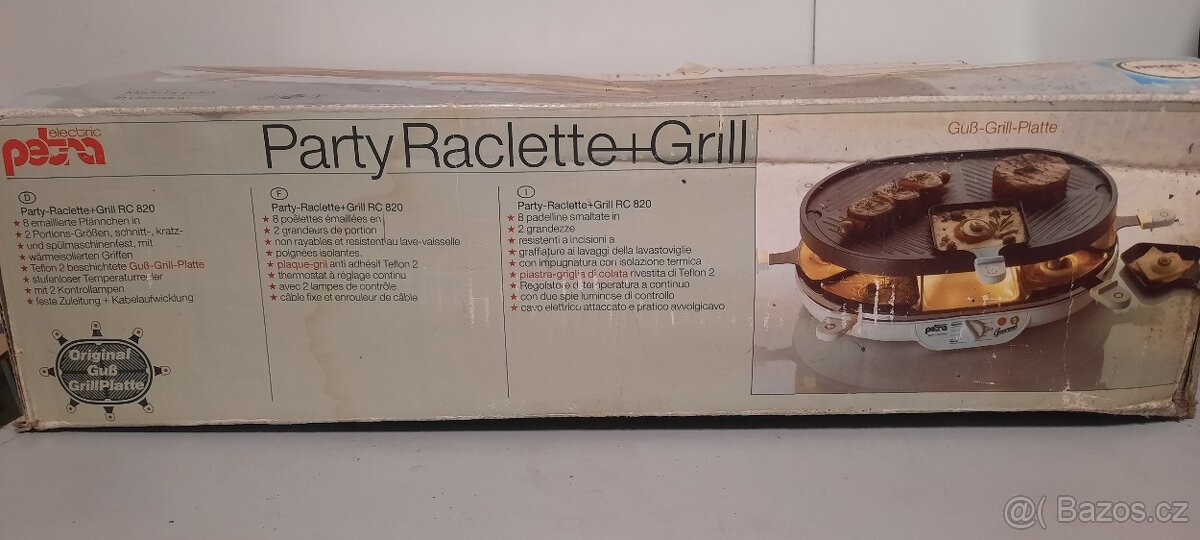 electric
petra
Party Raclette+Grill
Guß-Grill-Platte
D
Party-Raclette+Grill RC 820
★ 8 emaillierte Pfännchen in
★ 2 Portions-Größen, schnitt-, kratz-
★ und spülmaschinenfest, mit
★ wärmeisolierten Griffen
★ Teflon 2 beschichtete Guß-Grill-Platte
★ stufenloser Temperaturregler
★ mit 2 Kontrollampen
★ feste Zuleitung + Kabelaufwicklung
Original
Guß
GrillPlatte
F
Party-Raclette+Grill RC 820
★ 8 poêlettes émaillées en
★ 2 grandeurs de portion
★ non rayables et resistent au lave-vaisselle
★ poignées isolantes.
★ plaque-gril anti adhésif Teflon 2
★ thermostat à réglage continu
★ avec 2 lampes de contrôle
★ câble fixe et enrouleur de câble
I
Party-Raclette+Grill RC 820
★ 8 padelline smaltate in
★ 2 grandezze
★ resistenti a incisioni a
★ graffiature ai lavaggi della lavastoviglie
★ con impugnatura con isolazione termica
★ piastra-griglia di colata rivestita di Teflon 2
★ Regolatore di temperatura a continuo
★ con due spie luminose di controllo
★ cavo elettrico attaccato e pratico avvolgicavo
petra
Gourmet
@( Bazos.cz